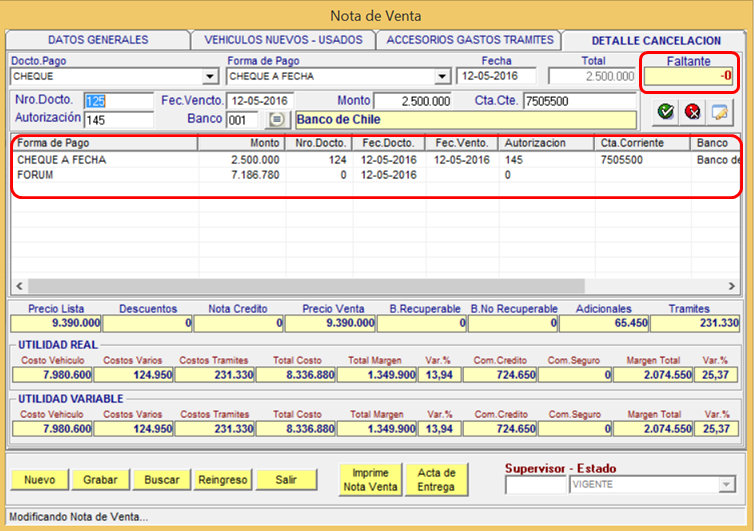 Nota de Venta
DATOS GENERALES VEHICULOS NUEVOS - USADOS ACCESORIOS GASTOS TRAMITES DETALLE CANCELACION
Docto.Pago Forma de Pago Fecha Total Faltante
CHEQUE CHEQUE A FECHA 12-05-2016 2.500.000 -0
Nro.Docto. 125 Fec.Vencto. 12-05-2016 Monto 2.500.000 Cta.Cte. 7505500
Autorización 145 Banco 001 Banco de Chile
Forma de Pago Monto Nro.Docto. Fec.Docto. Fec.Vento. Autorizacion Cta.Corriente Banco
CHEQUE A FECHA 2.500.000 124 12-05-2016 12-05-2016 145 7505500 Banco de
FORUM 7.186.780 0 12-05-2016 0
Precio Lista Descuentos Nota Credito Precio Venta B.Recuperable B.No Recuperable Adicionales Tramites
9.390.000 0 0 9.390.000 0 0 65.450 231.330
UTILIDAD REAL
Costo Vehiculo Costos Varios Costos Tramites Total Costo Total Margen Var.% Com.Credito Com.Seguro Margen Total Var.%
7.980.600 124.950 231.330 8.336.880 1.349.900 13,94 724.650 0 2.074.550 25,37
UTILIDAD VARIABLE
Costo Vehiculo Costos Varios Costos Tramites Total Costo Total Margen Var.% Com.Credito Com.Seguro Margen Total Var.%
7.980.600 124.950 231.330 8.336.880 1.349.900 13,94 724.650 0 2.074.550 25,37
Nuevo Grabar Buscar Reingreso Salir Imprime Nota Venta Acta de Entrega Supervisor - Estado
VIGENTE
Modificando Nota de Venta...